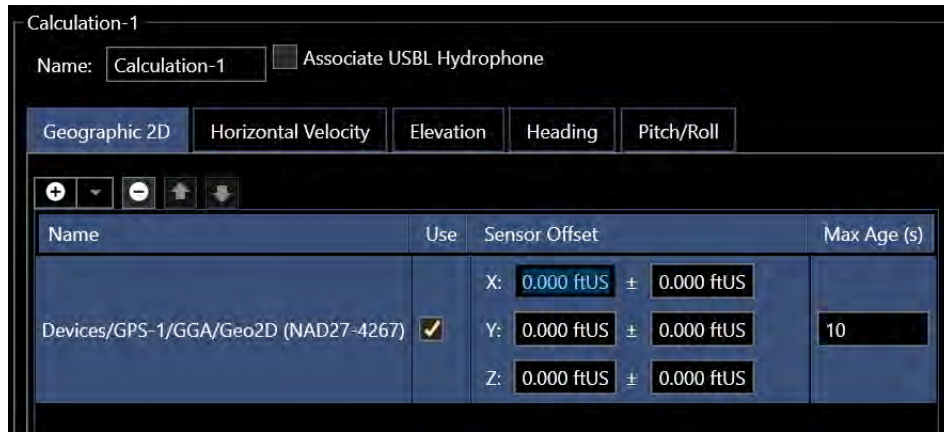 Calculation-1
Name: Calculation-1 Associate USBL Hydrophone
Geographic 2D Horizontal Velocity Elevation Heading Pitch/Roll
Name Use Sensor Offset Max Age (s)
X: 0.000 ftUS ± 0.000 ftUS
Devices/GPS-1/GGA/Geo2D (NAD27-4267) Y: 0.000 ftUS ± 0.000 ftUS 10
Z: 0.000 ftUS ± 0.000 ftUS